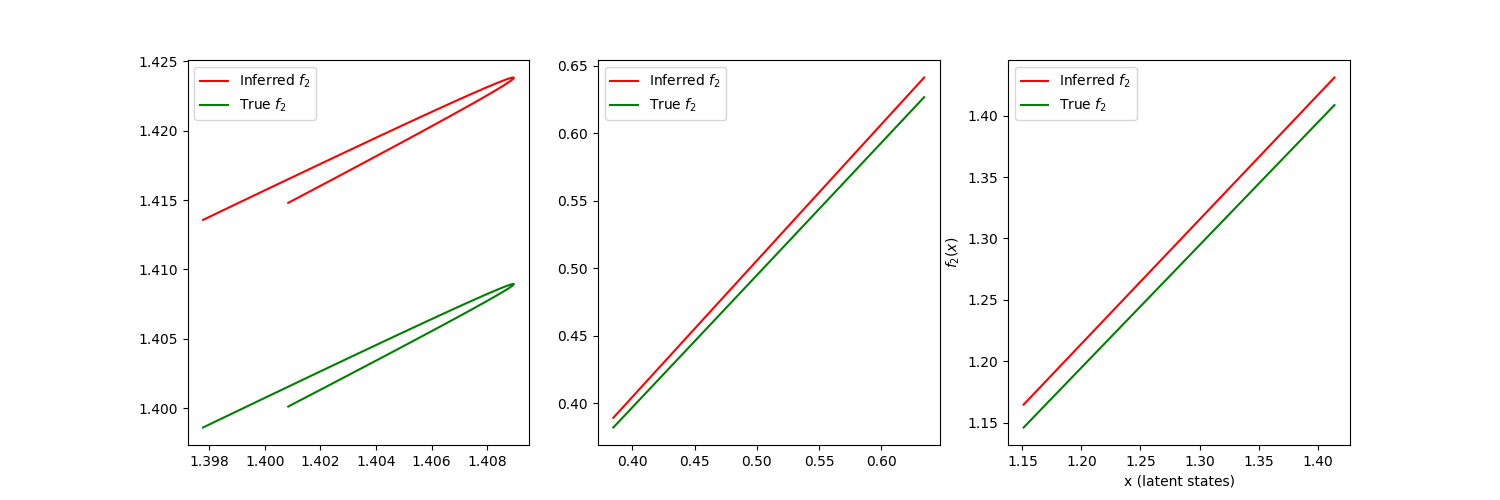 1.425
1.420
1.415
1.410
1.405
1.400
1.398 1.400 1.402 1.404 1.406 1.408
Inferred f₂
True f₂
0.65
0.60
0.55
0.50
0.45
0.40
0.40 0.45 0.50 0.55 0.60
Inferred f₂
True f₂
f₂(x)
1.40
1.35
1.30
1.25
1.20
1.15
1.15 1.20 1.25 1.30 1.35 1.40
x (latent states)
Inferred f₂
True f₂